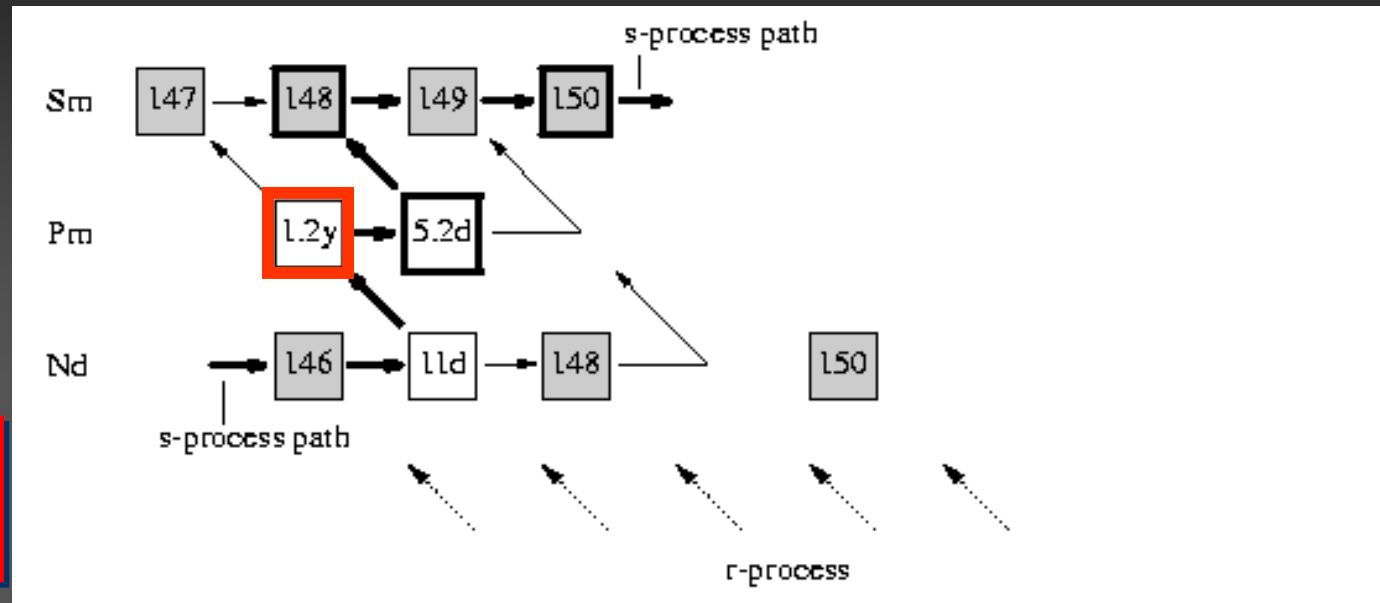 s-process path
Sm 147 148 149 150
Pm 1.2y 5.2d
Nd 146 11d 148 150
s-process path
r-process